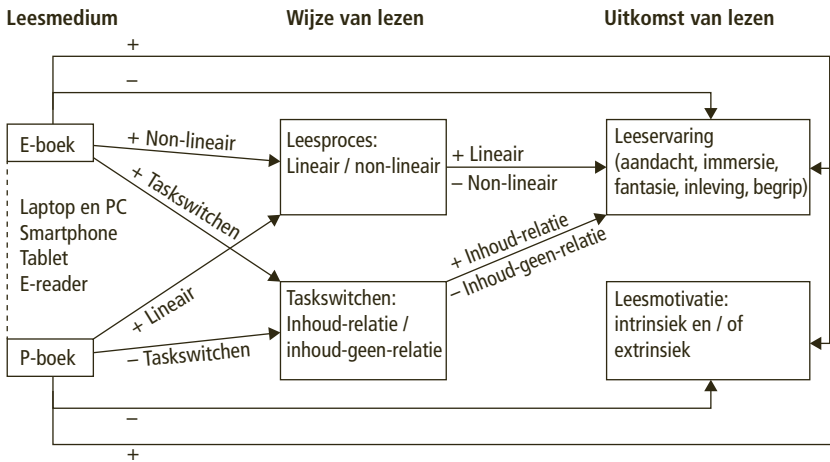 Leesmedium
Wijze van lezen
Uitkomst van lezen
+
–
E-boek
+ Non-lineair
+ Taskswitchen
Leesproces:
Lineair / non-lineair
+ Lineair
– Non-lineair
Leeservaring
(aandacht, immersie,
fantasie, inleving, begrip)
Laptop en PC
Smartphone
Tablet
E-reader
+ Inhoud-relatie
– Inhoud-geen-relatie
+ Lineair
– Taskswitchen
Taskswitchen:
Inhoud-relatie /
inhoud-geen-relatie
Leesmotivatie:
intrinsiek en / of
extrinsiek
P-boek
–
+